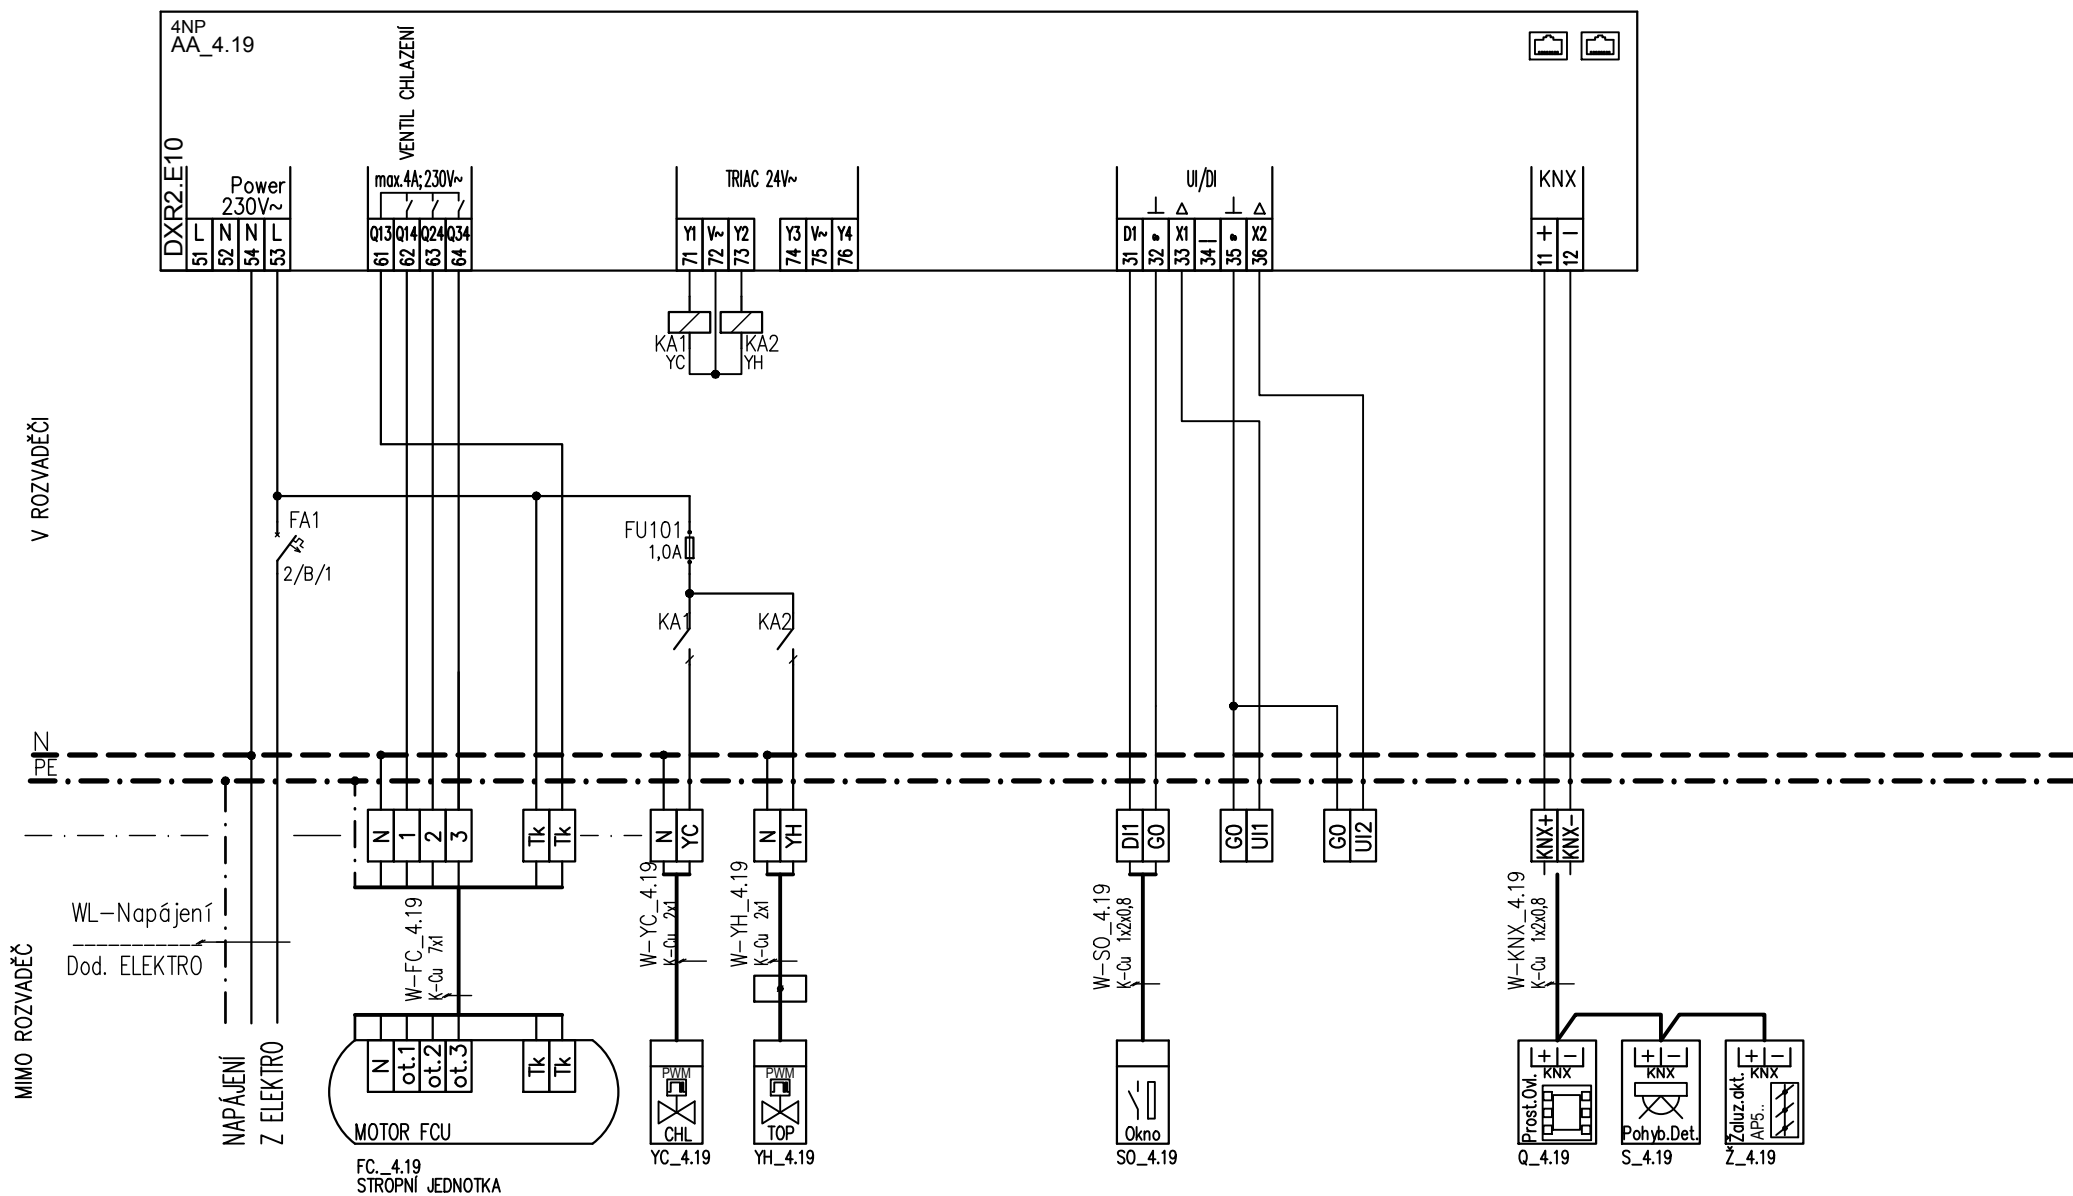 4NP
AA_4.19
VENTIL CHLAZENÍ
DXR2.E10
Power
230V~
max.4A;230V~
TRIAC 24V~
UI/DI
KNX
L N N L
51 52 54 53
Q13 Q14 Q24 Q34
61 62 63 64
Y1 V~ Y2
71 72 73
Y3 V~ Y4
74 75 76
D1 X1 X2
31 32 33 34 35 36
+ -
11 12
KA1
YC
KA2
YH
V ROZVADĚČI
FA1
2/B/1
FU101
1,0A
KA1
KA2
N
PE
N 1 2 3
Tk Tk
N YC
N YH
DI1 GO
GO UI1
GO UI2
KNX+ KNX-
MIMO ROZVADĚČ
WL-Napájení
Dod. ELEKTRO
NAPÁJENÍ
Z ELEKTRO
W-FC_4.19
K-Cu 7x1
W-YC_4.19
K-Cu 2x1
W-YH_4.19
K-Cu 2x1
W-SO_4.19
K-Cu 1x2x0,8
W-KNX_4.19
K-Cu 1x2x0,8
N ot.1 ot.2 ot.3
Tk Tk
MOTOR FCU
FC._4.19
STROPNÍ JEDNOTKA
PWM
CHL
YC_4.19
PWM
TOP
YH_4.19
Okno
SO_4.19
+ -
KNX
Prost.Ovl.
Q_4.19
+ -
KNX
Pohyb.Det.
S_4.19
+ -
KNX
Žaluz.akt.
AP5..
Ž_4.19